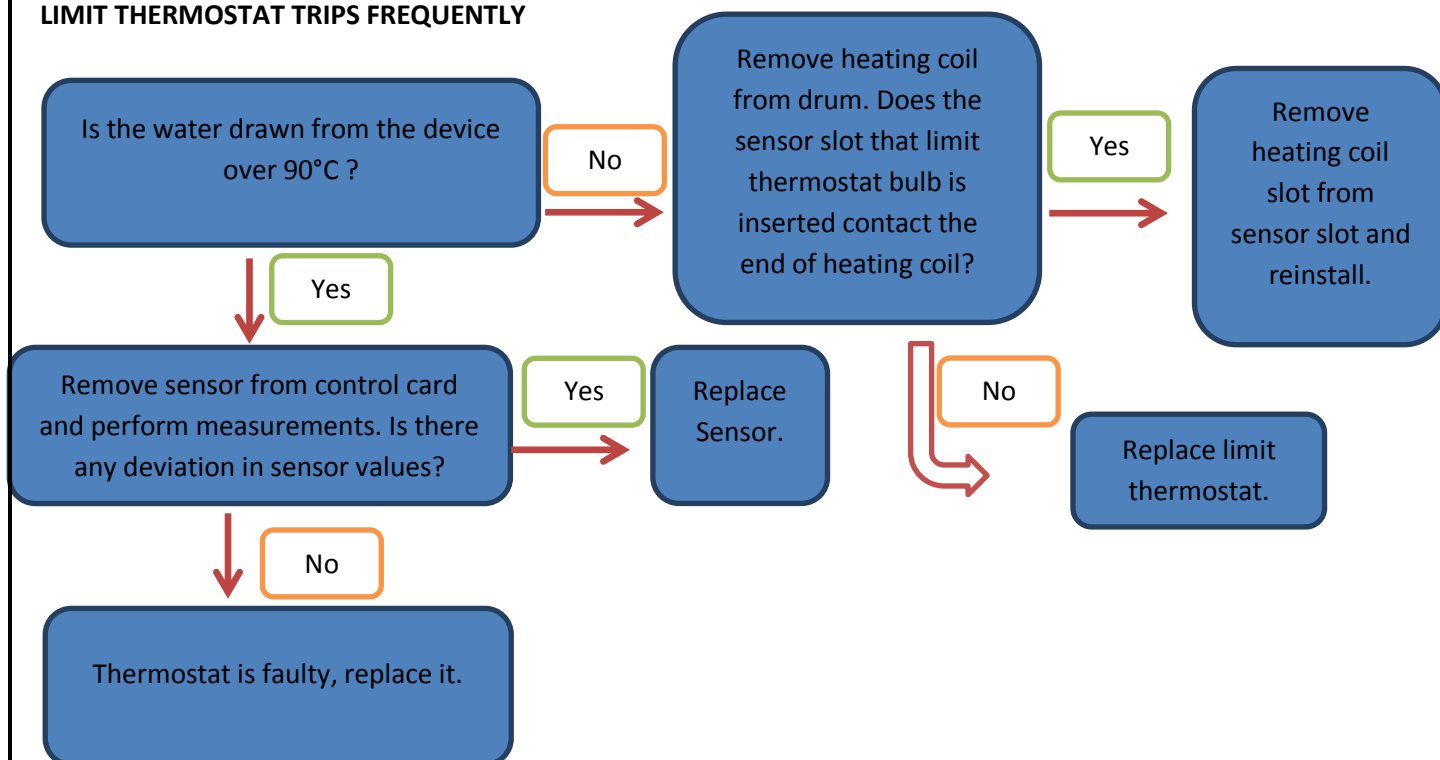 LIMIT THERMOSTAT TRIPS FREQUENTLY
Is the water drawn from the device
over 90°C ?
No
Remove heating coil
from drum. Does the
sensor slot that limit
thermostat bulb is
inserted contact the
end of heating coil?
Yes
Remove
heating coil
slot from
sensor slot and
reinstall.
Yes
Remove sensor from control card
and perform measurements. Is there
any deviation in sensor values?
Yes
Replace
Sensor.
No
Replace limit
thermostat.
No
Thermostat is faulty, replace it.